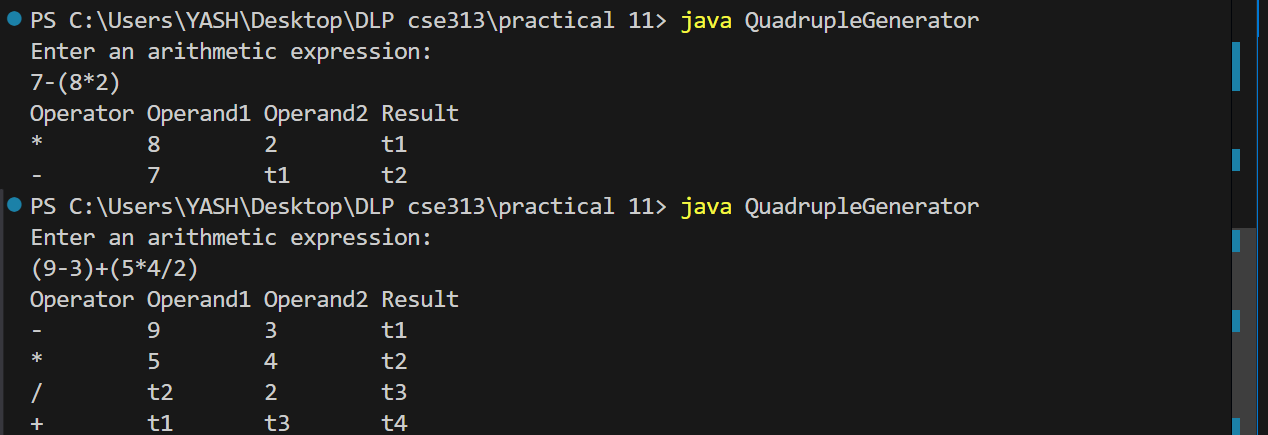 PS C:\Users\YASH\Desktop\DLP cse313\practical 11> java QuadrupleGenerator
Enter an arithmetic expression:
7-(8*2)
Operator Operand1 Operand2 Result
* 8 2 t1
- 7 t1 t2
PS C:\Users\YASH\Desktop\DLP cse313\practical 11> java QuadrupleGenerator
Enter an arithmetic expression:
(9-3)+(5*4/2)
Operator Operand1 Operand2 Result
- 9 3 t1
* 5 4 t2
/ t2 2 t3
+ t1 t3 t4